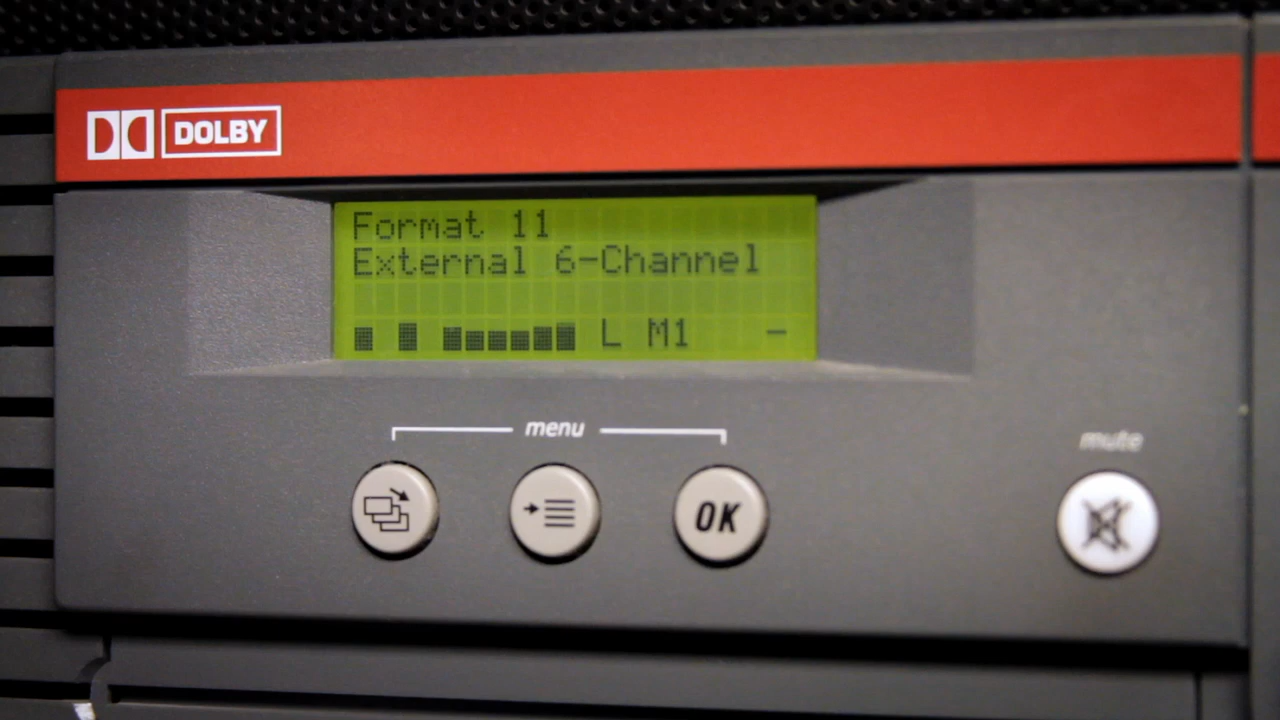 DOLBY
Format 11
External 6-Channel
L M1 -
menu
OK
mute